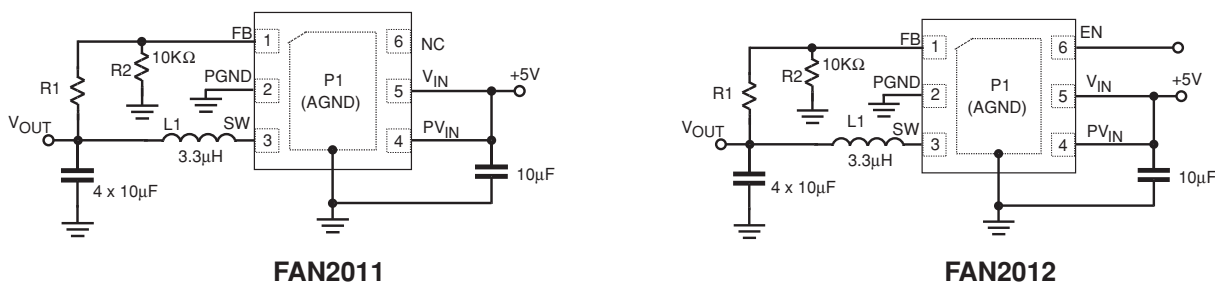 FB
1
6
NC
R1
R2
10KΩ
PGND
2
P1
(AGND)
VIN
5
+5V
VOUT
L1
SW
3
PVIN
4
3.3μH
4 x 10μF
10μF
FAN2011
FB
1
6
EN
R1
R2
10KΩ
PGND
2
P1
(AGND)
VIN
5
+5V
VOUT
L1
SW
3
PVIN
4
3.3μH
4 x 10μF
10μF
FAN2012